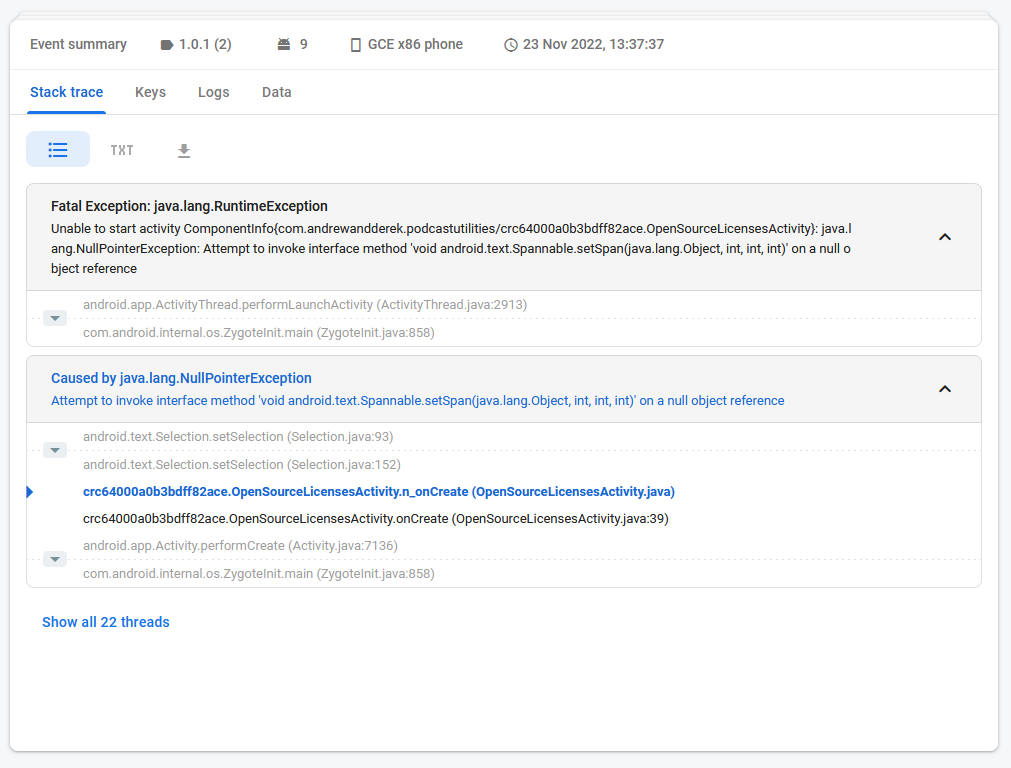 Event summary 1.0.1 (2) 9 GCE x86 phone 23 Nov 2022, 13:37:37
Stack trace Keys Logs Data
TXT
Fatal Exception: java.lang.RuntimeException
Unable to start activity ComponentInfo{com.andrewandderek.podcastutilities/crc64000a0b3bdff82ace.OpenSourceLicensesActivity}: java.l
ang.NullPointerException: Attempt to invoke interface method 'void android.text.Spannable.setSpan(java.lang.Object, int, int, int)' on a null o
bject reference
android.app.ActivityThread.performLaunchActivity (ActivityThread.java:2913)
com.android.internal.os.ZygoteInit.main (ZygoteInit.java:858)
Caused by java.lang.NullPointerException
Attempt to invoke interface method 'void android.text.Spannable.setSpan(java.lang.Object, int, int, int)' on a null object reference
android.text.Selection.setSelection (Selection.java:93)
android.text.Selection.setSelection (Selection.java:152)
crc64000a0b3bdff82ace.OpenSourceLicensesActivity.n_onCreate (OpenSourceLicensesActivity.java)
crc64000a0b3bdff82ace.OpenSourceLicensesActivity.onCreate (OpenSourceLicensesActivity.java:39)
android.app.Activity.performCreate (Activity.java:7136)
com.android.internal.os.ZygoteInit.main (ZygoteInit.java:858)
Show all 22 threads